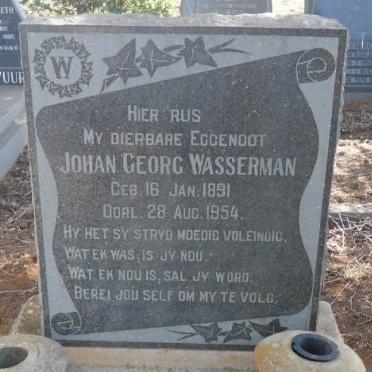 ETH
UUR
W
HIER RUS
MY DIERBARE EGGENOOT
JOHAN GEORG WASSERMAN
GEB. 16 JAN. 1891
OORL. 28 AUG. 1954.
HY HET SY STRYD MOEDIG VOLEINDIG.
WAT EK WAS, IS JY NOU.
WAT EK NOU IS, SAL JY WORD.
BEREI JOU SELF OM MY TE VOLG.